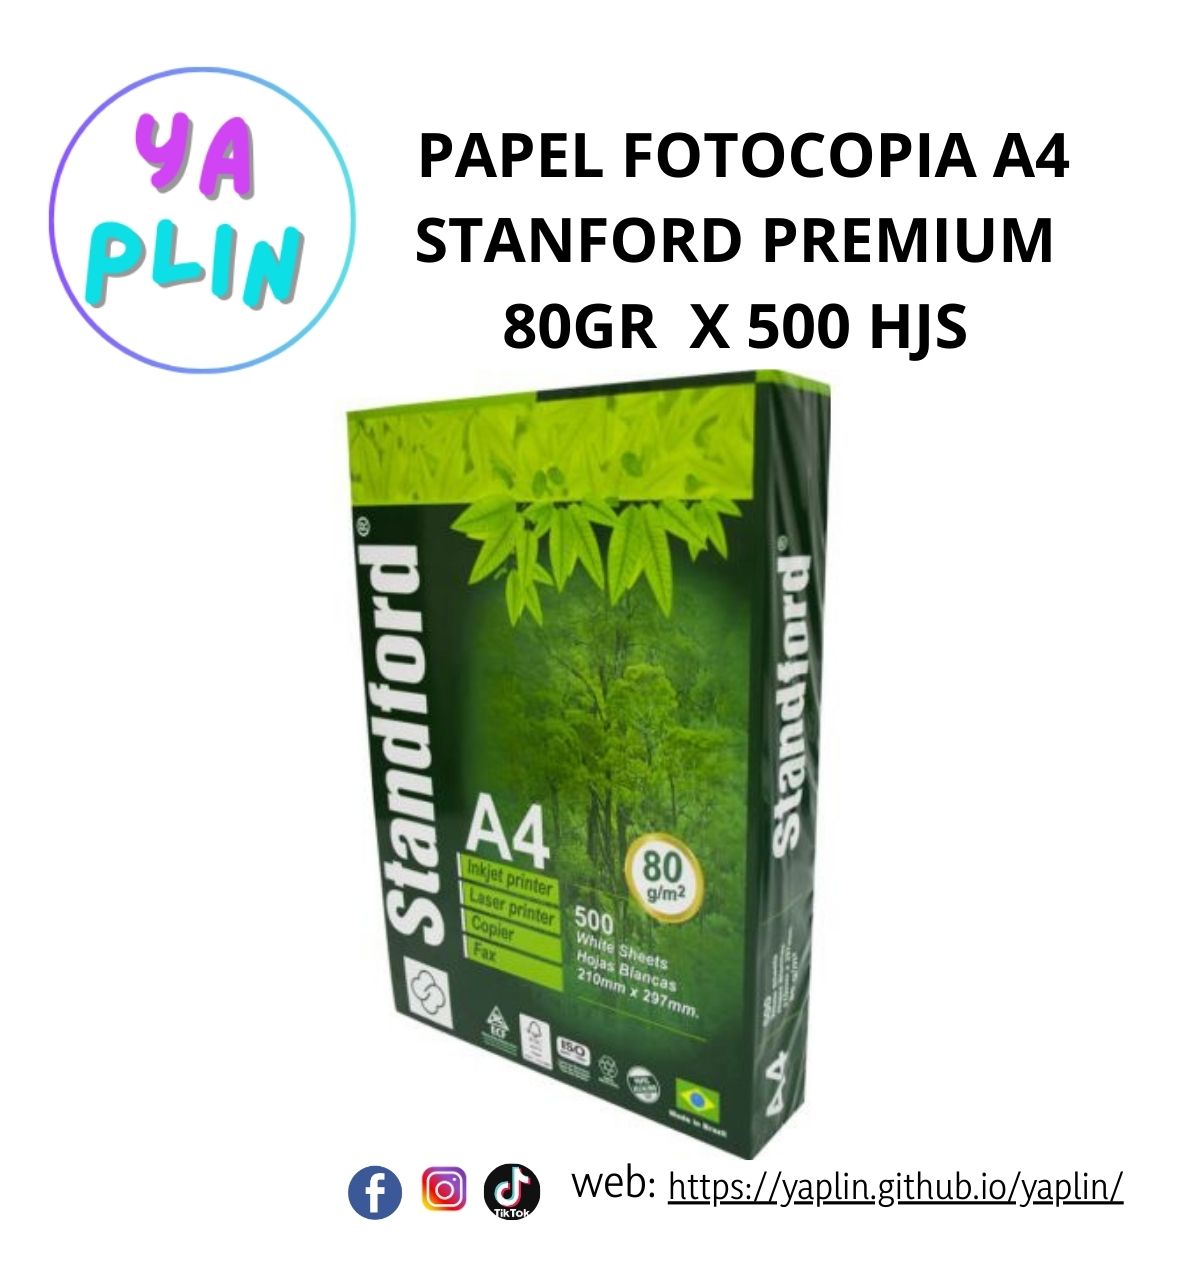 YA
PLIN
PAPEL FOTOCOPIA A4
STANFORD PREMIUM
80GR X 500 HJS
Standford®
Standford®
A4
Inkjet printer
Laser printer
Copier
Fax
80
g/m²
500
White Sheets
Hojas Blancas
210mm x 297mm.
ECF
ISO
Made in Brazil
500
A4
TikTok
web: https://yaplin.github.io/yaplin/